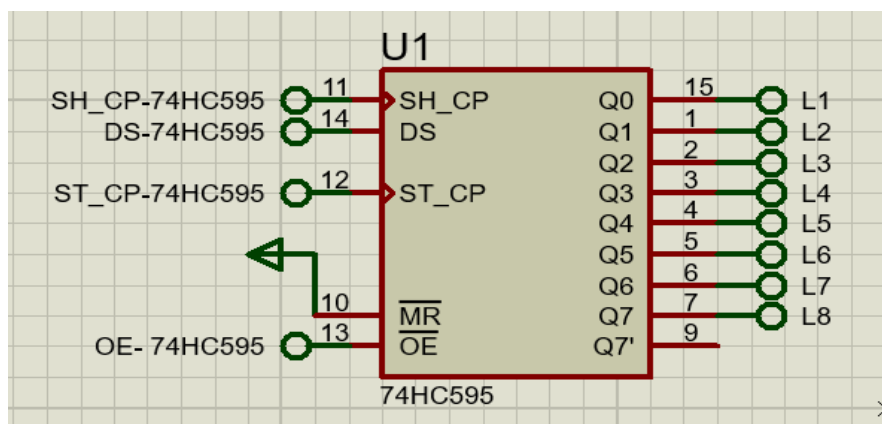 U1
SH_CP-74HC595 11 SH_CP Q0 15 L1
DS-74HC595 14 DS Q1 1 L2
Q2 2 L3
ST_CP-74HC595 12 ST_CP Q3 3 L4
Q4 4 L5
Q5 5 L6
Q6 6 L7
10 MR Q7 7 L8
OE- 74HC595 13 OE Q7' 9
74HC595